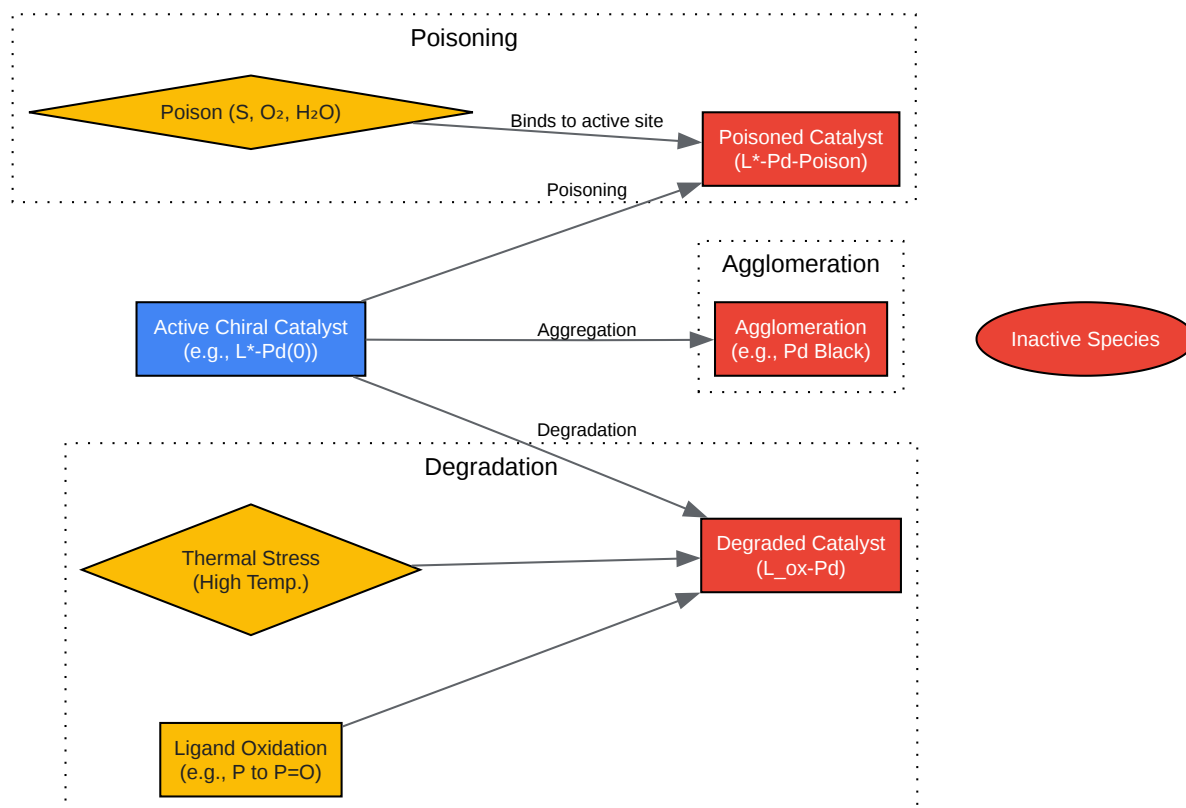 Poisoning
Poison (S, O₂, H₂O)
Binds to active site
Poisoned Catalyst
(L*-Pd-Poison)
Poisoning
Agglomeration
Active Chiral Catalyst
(e.g., L*-Pd(0))
Aggregation
Agglomeration
(e.g., Pd Black)
Inactive Species
Degradation
Degradation
Thermal Stress
(High Temp.)
Degraded Catalyst
(L_ox-Pd)
Ligand Oxidation
(e.g., P to P=O)